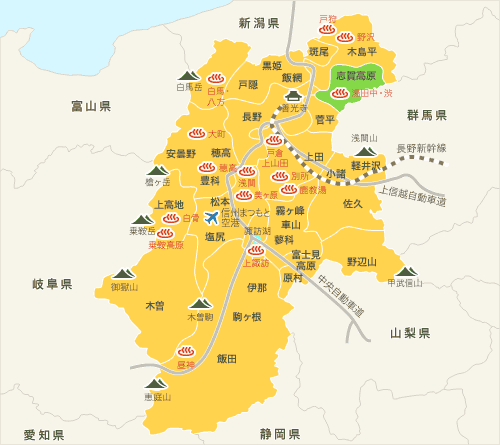 新潟県
戸狩
野沢
斑尾
木島平
黒姫
飯綱
志賀高原
白馬岳
白馬・
八方
戸隠
湯田中・渋
善光寺
富山県
長野
菅平
群馬県
大町
浅間山
戸倉
上山田
長野新幹線
安曇野
穂高
上田
軽井沢
穂高
小諸
別所
槍ヶ岳
豊科
浅間
鹿教湯
上信越自動車道
美ヶ原
松本
佐久
上高地
霧ヶ峰
白骨
信州まつもと
空港
車山
乗鞍岳
諏訪湖
塩尻
蓼科
乗鞍高原
上諏訪
富士見
高原
野辺山
御嶽山
原村
甲武信山
岐阜県
伊那
中央自動車道
木曽
木曽駒
駒ヶ根
山梨県
飯田
昼神
恵庭山
愛知県
静岡県